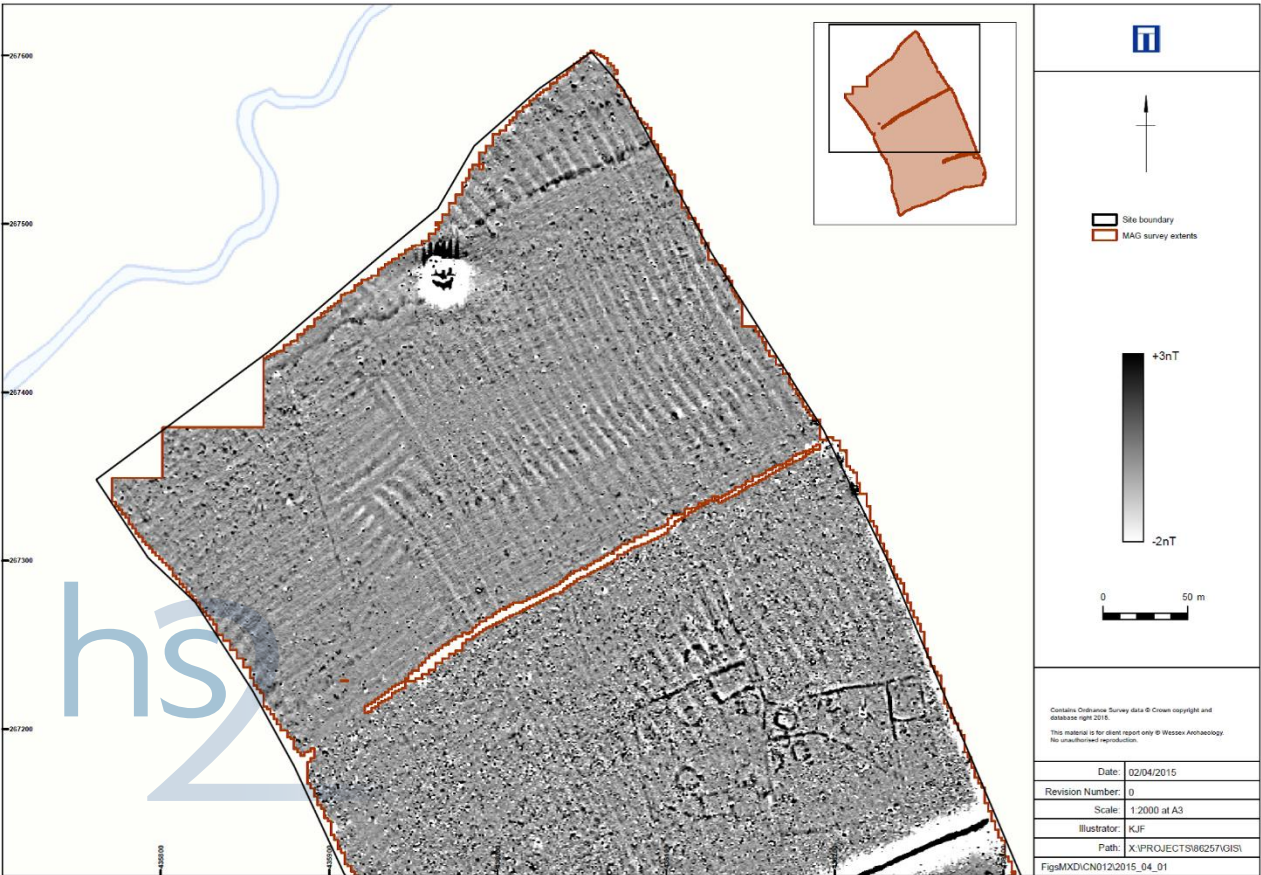 267600
267500
267400
267300
267200
435800
435900
hs2
Site boundary
MAG survey extents
+3nT
-2nT
0 50 m
Contains Ordnance Survey data © Crown copyright and
database right 2015.
This material is for client report only © Wessex Archaeology.
No unauthorised reproduction.
Date: 02/04/2015
Revision Number: 0
Scale: 1:2000 at A3
Illustrator: KJF
Path: X:\PROJECTS\86257\GIS\
FigsMXD\CN012\2015_04_01